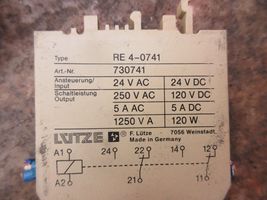 Type RE 4-0741
Art.-Nr 730741
Ansteuerung/ Input 24 V AC 24 V DC
Schaltleistung Output 250 V AC 120 V DC
5 A AC 5 A DC
1250 V A 120 W
LÜTZE ® F. Lütze 7056 Weinstadt
Made in Germany
A1 24 22 14 12
A2 21 11